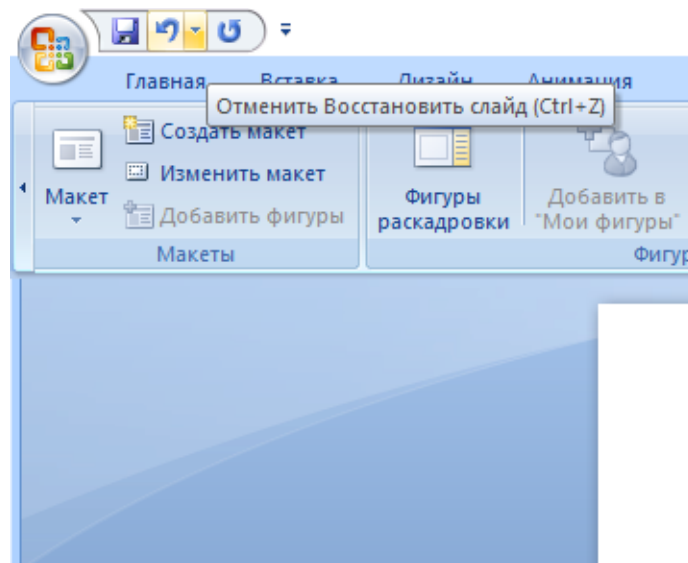 Главная Вставка Дизайн Анимация
Отменить Восстановить слайд (Ctrl+Z)
Макет
Создать макет
Изменить макет
Добавить фигуры
Макеты
Фигуры
раскадровки
Добавить в
"Мои фигуры"